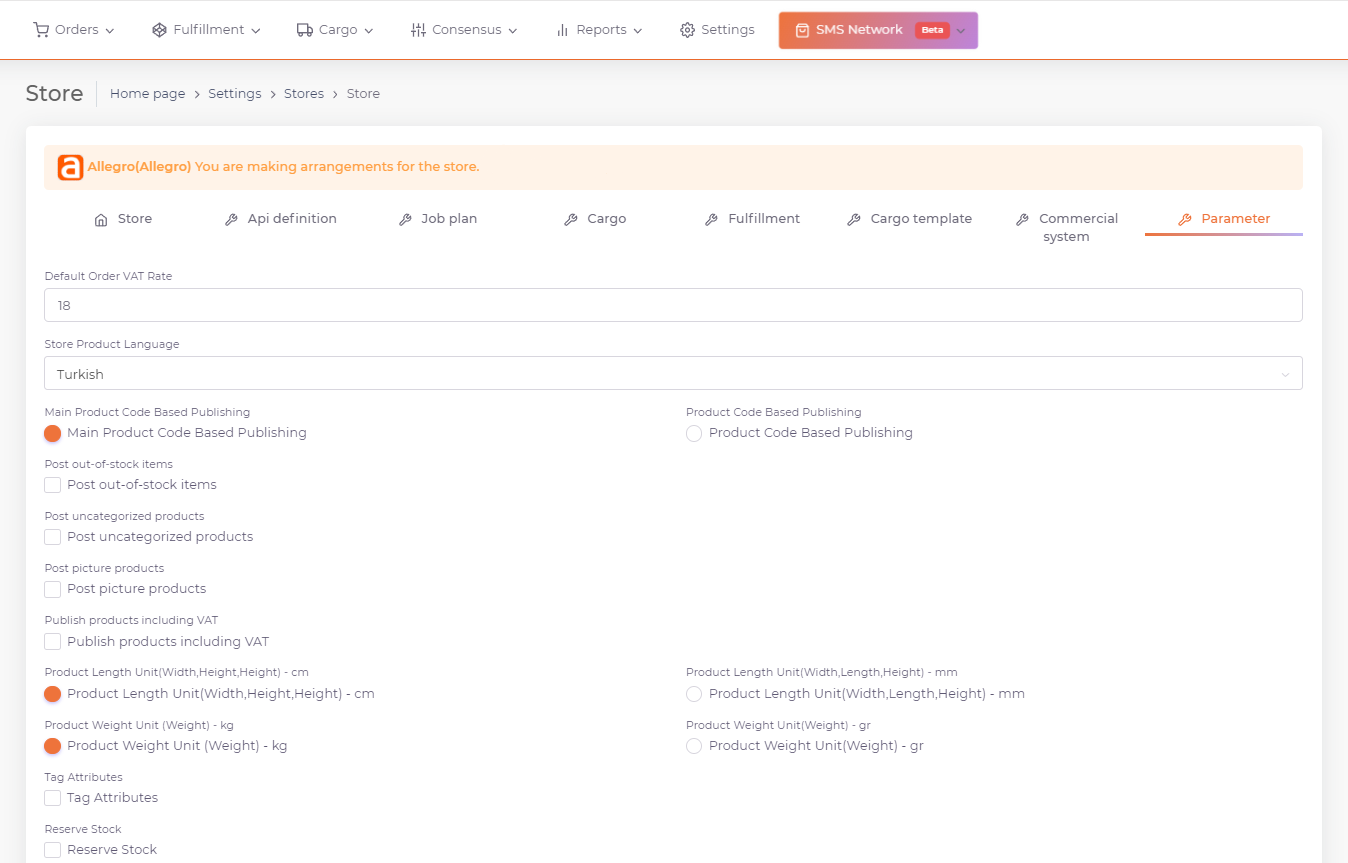 Orders
Fulfillment
Cargo
Consensus
Reports
Settings
SMS Network Beta
Store
Home page > Settings > Stores > Store
a Allegro(Allegro) You are making arrangements for the store.
Store
Api definition
Job plan
Cargo
Fulfillment
Cargo template
Commercial
system
Parameter
Default Order VAT Rate
18
Store Product Language
Turkish
Main Product Code Based Publishing
Main Product Code Based Publishing
Product Code Based Publishing
Product Code Based Publishing
Post out-of-stock items
Post out-of-stock items
Post uncategorized products
Post uncategorized products
Post picture products
Post picture products
Publish products including VAT
Publish products including VAT
Product Length Unit(Width,Height,Height) - cm
Product Length Unit(Width,Height,Height) - cm
Product Length Unit(Width,Length,Height) - mm
Product Length Unit(Width,Length,Height) - mm
Product Weight Unit (Weight) - kg
Product Weight Unit (Weight) - kg
Product Weight Unit(Weight) - gr
Product Weight Unit(Weight) - gr
Tag Attributes
Tag Attributes
Reserve Stock
Reserve Stock